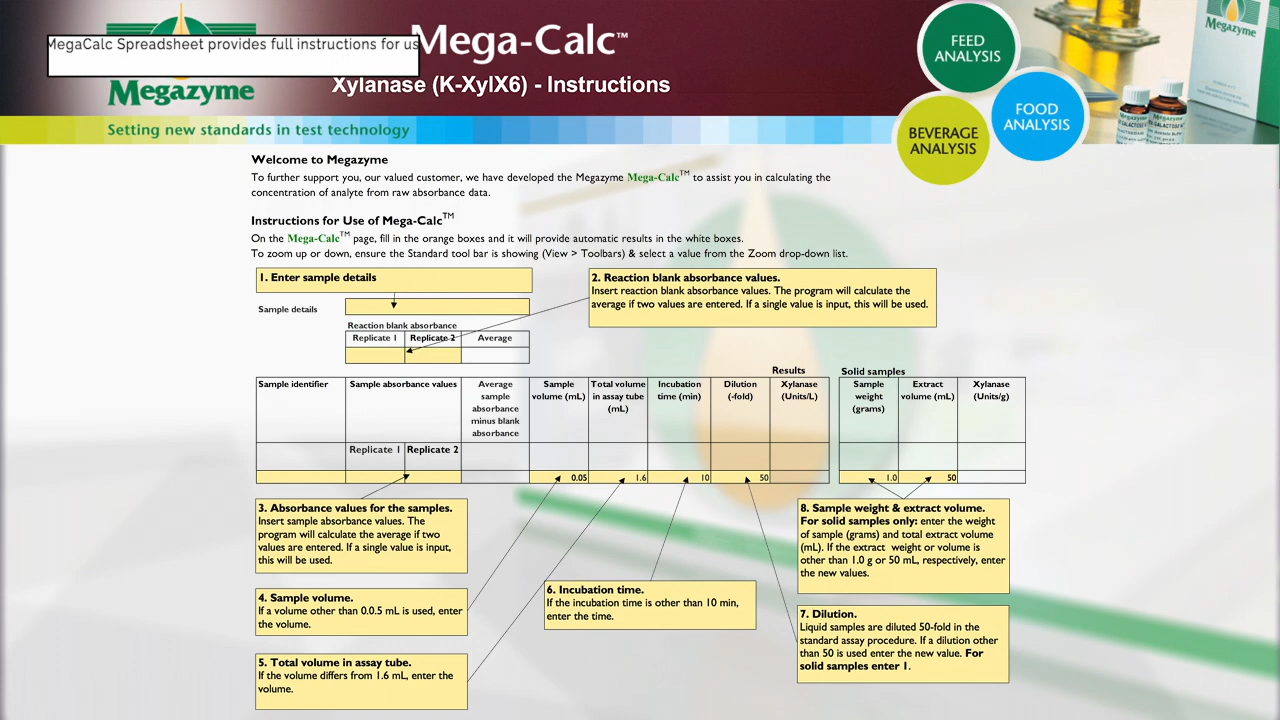 MegaCalc Spreadsheet provides full instructions for us
Mega-Calc™
Xylanase (K-XylX6) - Instructions
Megazyme
Setting new standards in test technology
FEED
ANALYSIS
FOOD
ANALYSIS
BEVERAGE
ANALYSIS
Megazyme
Welcome to Megazyme
To further support you, our valued customer, we have developed the Megazyme Mega-Calc™ to assist you in calculating the
concentration of analyte from raw absorbance data.
Instructions for Use of Mega-Calc™
On the Mega-Calc™ page, fill in the orange boxes and it will provide automatic results in the white boxes.
To zoom up or down, ensure the Standard tool bar is showing (View > Toolbars) & select a value from the Zoom drop-down list.
1. Enter sample details
2. Reaction blank absorbance values.
Insert reaction blank absorbance values. The program will calculate the
average if two values are entered. If a single value is input, this will be used.
Sample details
Reaction blank absorbance
Replicate 1 Replicate 2 Average
Results Solid samples
Sample identifier
Sample absorbance values
Average
sample
absorbance
minus blank
absorbance
Sample
volume (mL)
Total volume
in assay tube
(mL)
Incubation
time (min)
Dilution
(-fold)
Xylanase
(Units/L)
Sample
weight
(grams)
Extract
volume (mL)
Xylanase
(Units/g)
Replicate 1 Replicate 2
0.05 1.6 10 50 1.0 50
3. Absorbance values for the samples.
Insert sample absorbance values. The
program will calculate the average if two
values are entered. If a single value is input,
this will be used.
4. Sample volume.
If a volume other than 0.0.5 mL is used, enter
the volume.
5. Total volume in assay tube.
If the volume differs from 1.6 mL, enter the
volume.
6. Incubation time.
If the incubation time is other than 10 min,
enter the time.
8. Sample weight & extract volume.
For solid samples only: enter the weight
of sample (grams) and total extract volume
(mL). If the extract weight or volume is
other than 1.0 g or 50 mL, respectively, enter
the new values.
7. Dilution.
Liquid samples are diluted 50-fold in the
standard assay procedure. If a dilution other
than 50 is used enter the new value. For
solid samples enter 1.